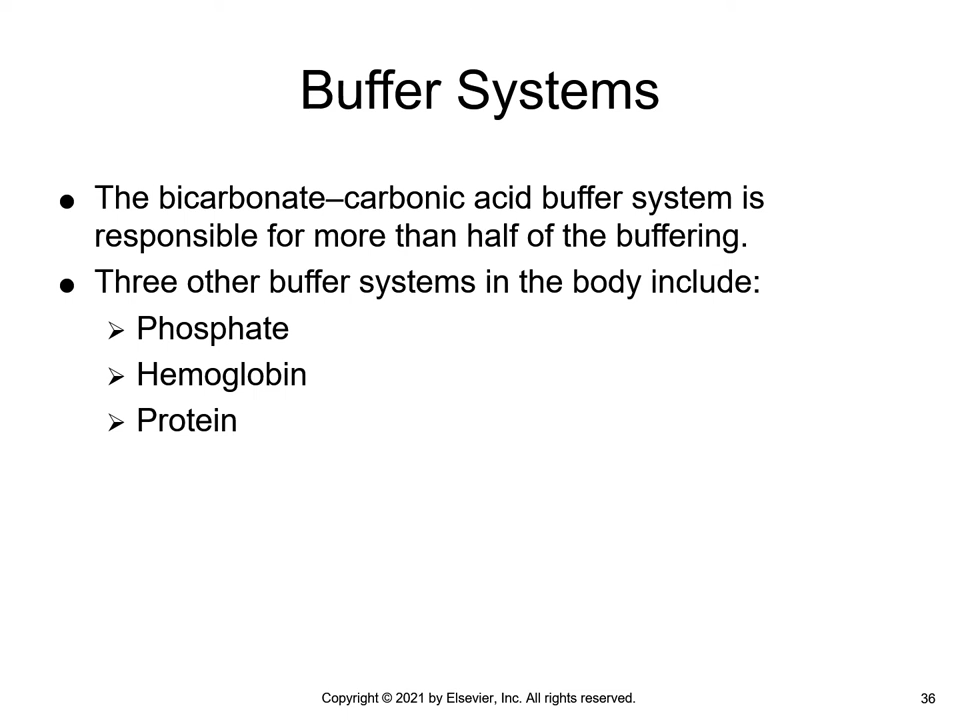 Buffer Systems
● The bicarbonate–carbonic acid buffer system is
responsible for more than half of the buffering.
● Three other buffer systems in the body include:
➢ Phosphate
➢ Hemoglobin
➢ Protein
Copyright © 2021 by Elsevier, Inc. All rights reserved.
36